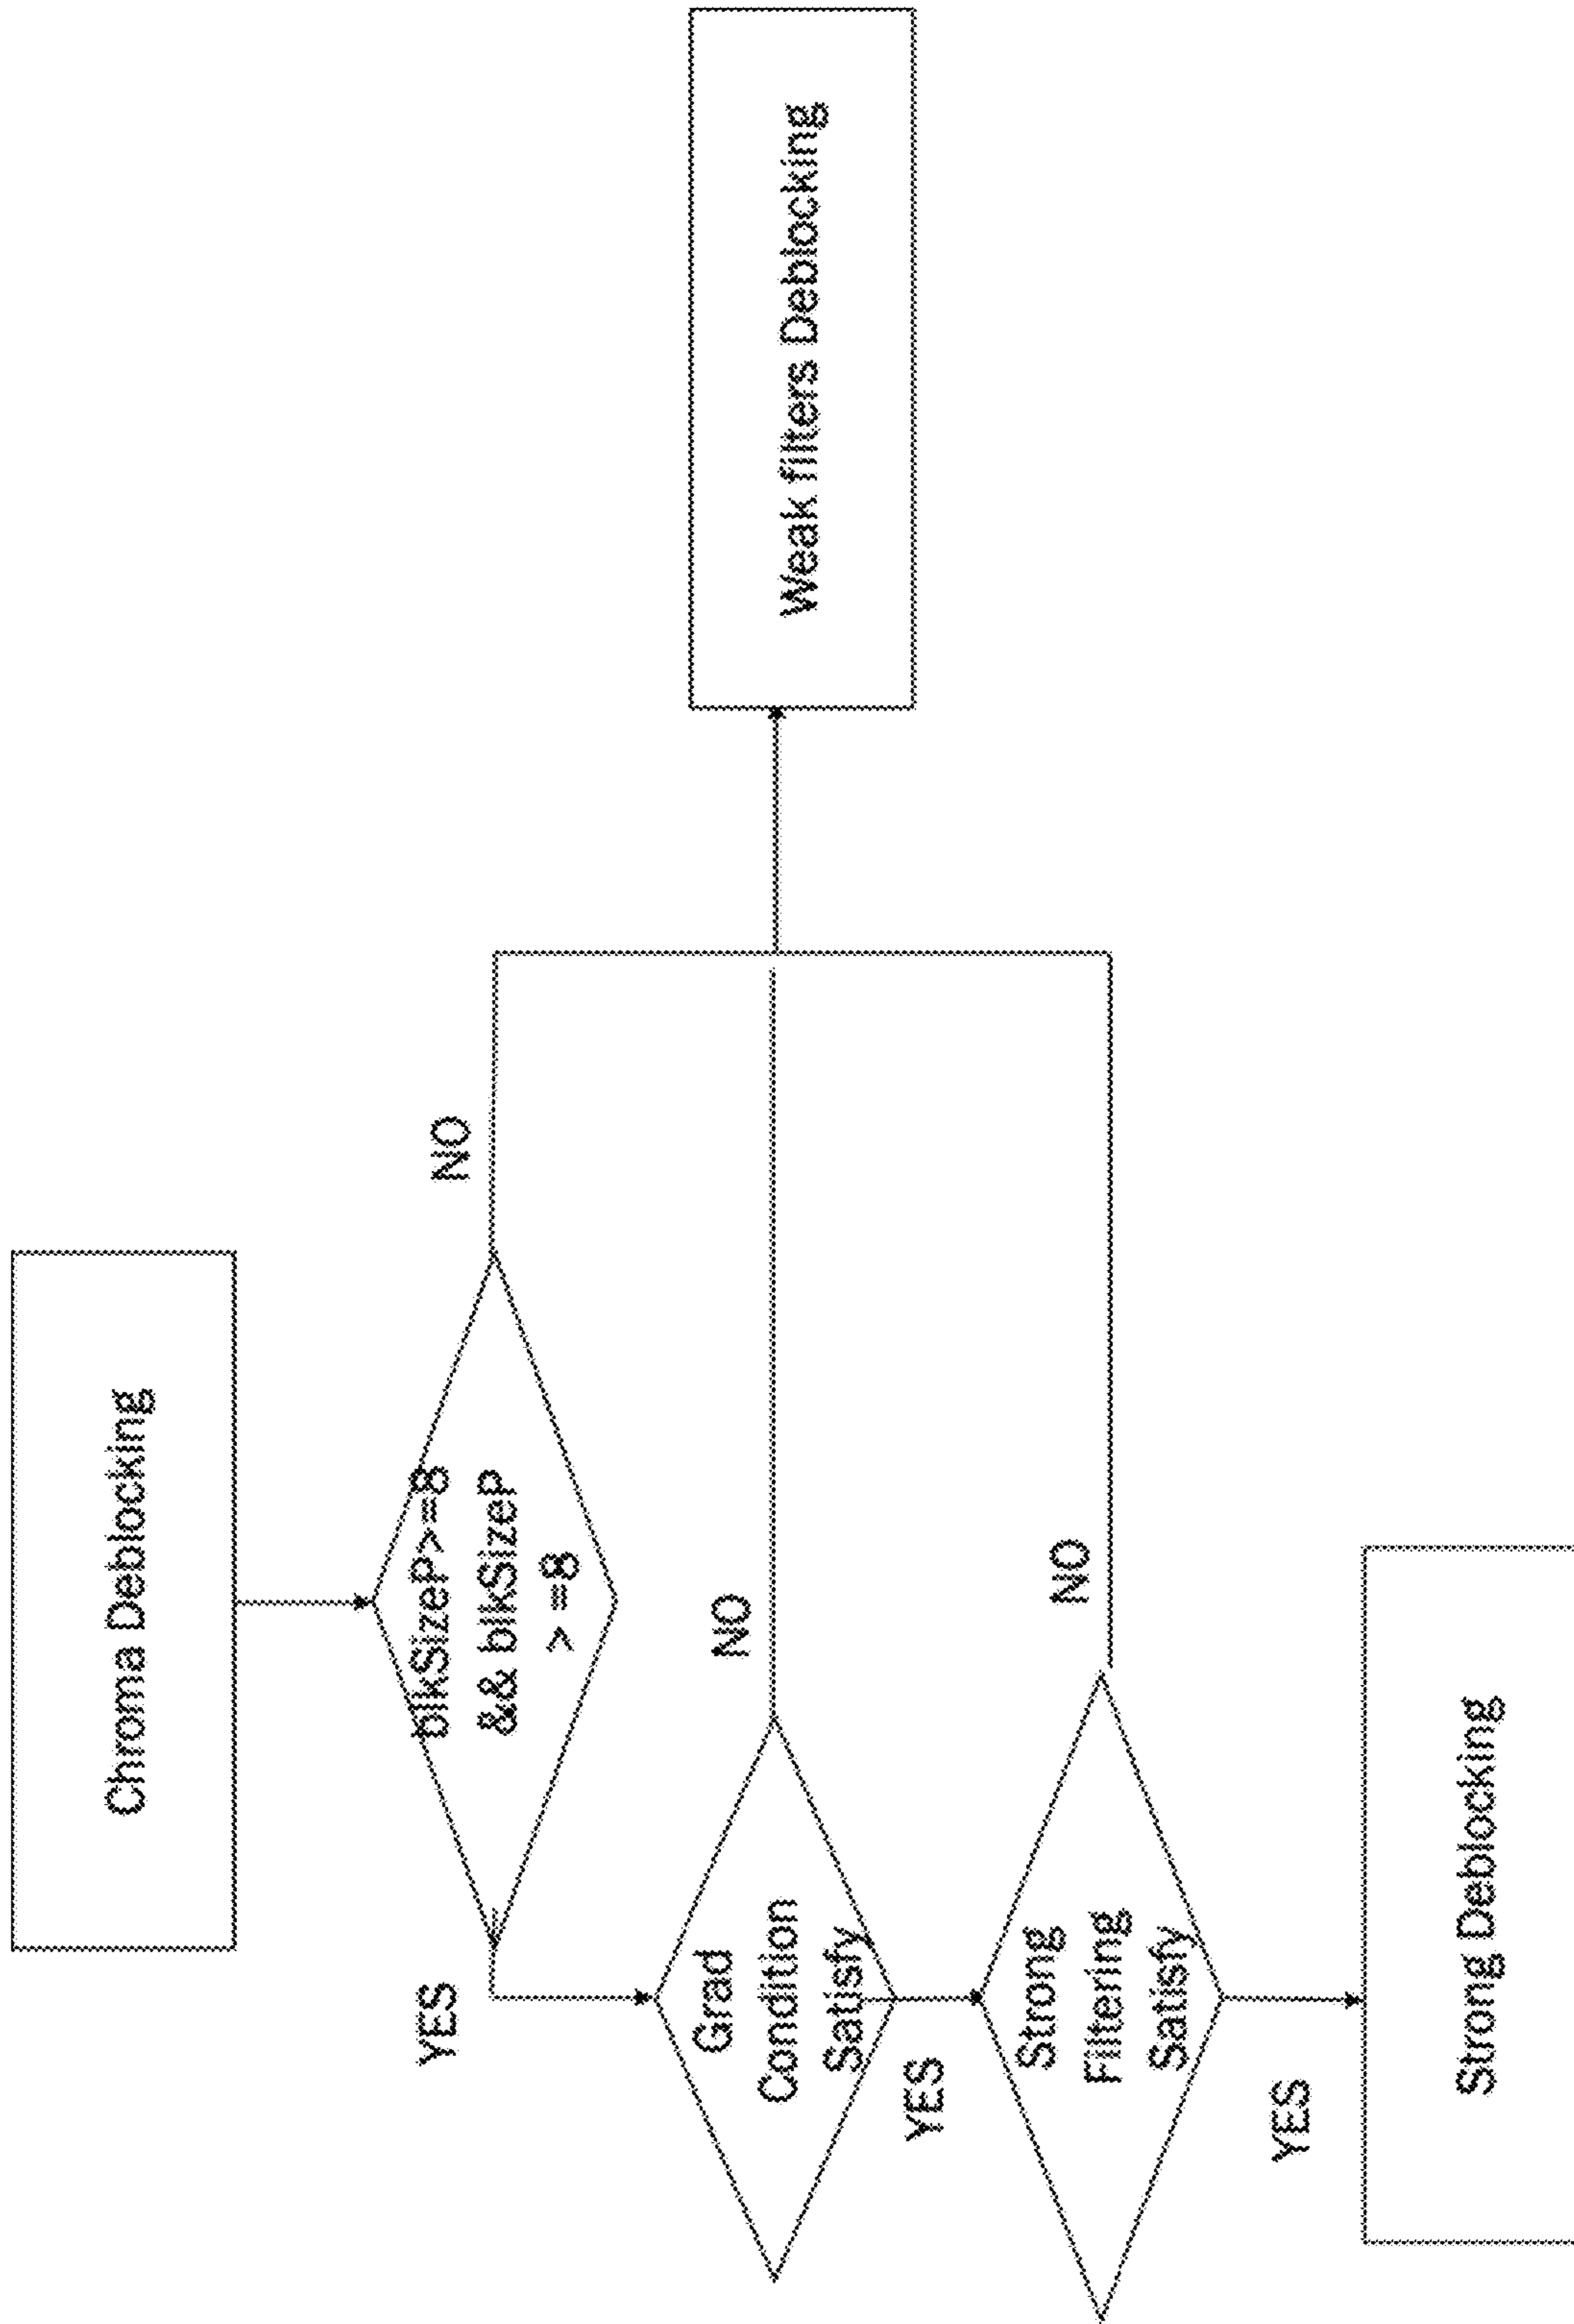 Chroma Deblocking
blkSizeP>=8
&& blkSizeP
> =8
YES
NO
Grad
Condition
Satisfy
NO
YES
Strong
Filtering
Satisfy
NO
YES
Strong Deblocking
Weak filters Deblocking